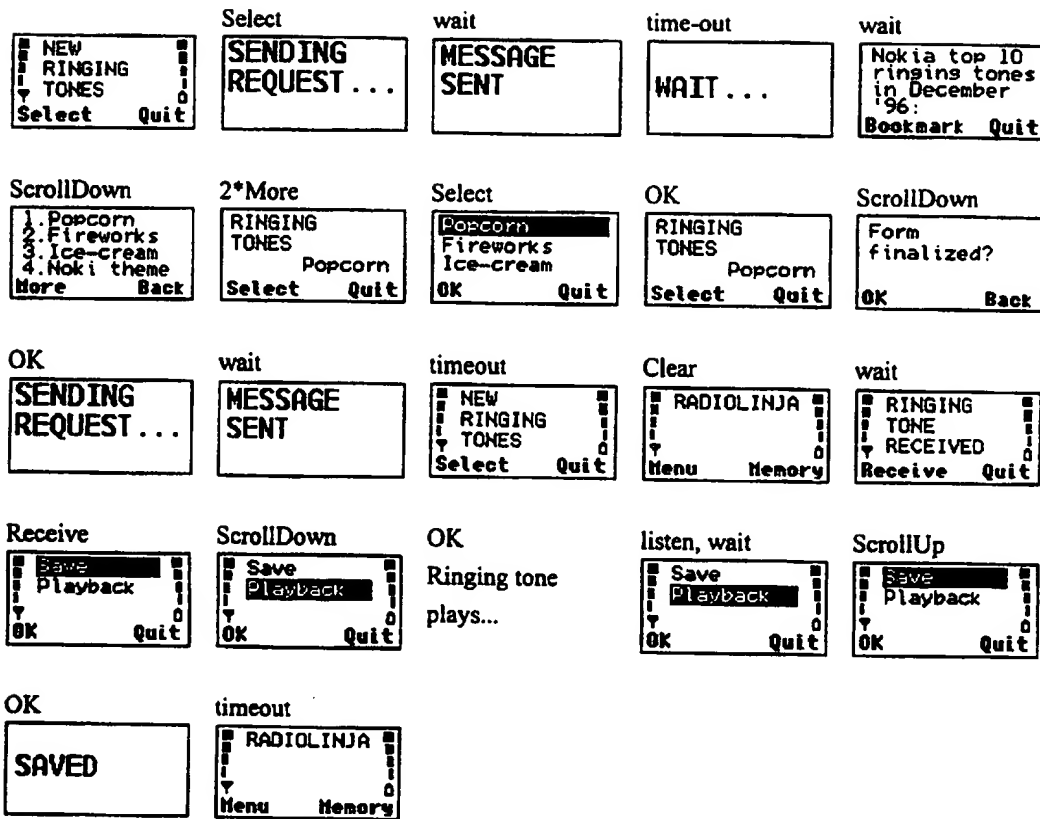 NEW
RINGING
TONES
Select Quit
Select
SENDING
REQUEST...
wait
MESSAGE
SENT
time-out
WAIT...
wait
Nokia top 10
ringing tones
in December
'96:
Bookmark Quit
ScrollDown
1.Popcorn
2.Fireworks
3.Ice-cream
4.Noki theme
More Back
2*More
RINGING
TONES
Popcorn
Select Quit
Select
Popcorn
Fireworks
Ice-cream
OK Quit
OK
RINGING
TONES
Popcorn
Select Quit
ScrollDown
Form
finalized?
OK Back
OK
SENDING
REQUEST...
wait
MESSAGE
SENT
timeout
NEW
RINGING
TONES
Select Quit
Clear
RADIOLINJA
Menu Memory
wait
RINGING
TONE
RECEIVED
Receive Quit
Receive
Save
Playback
OK Quit
ScrollDown
Save
Playback
OK Quit
OK
Ringing tone
plays...
listen, wait
Save
Playback
OK Quit
ScrollUp
Save
Playback
OK Quit
OK
SAVED
timeout
RADIOLINJA
Menu Memory